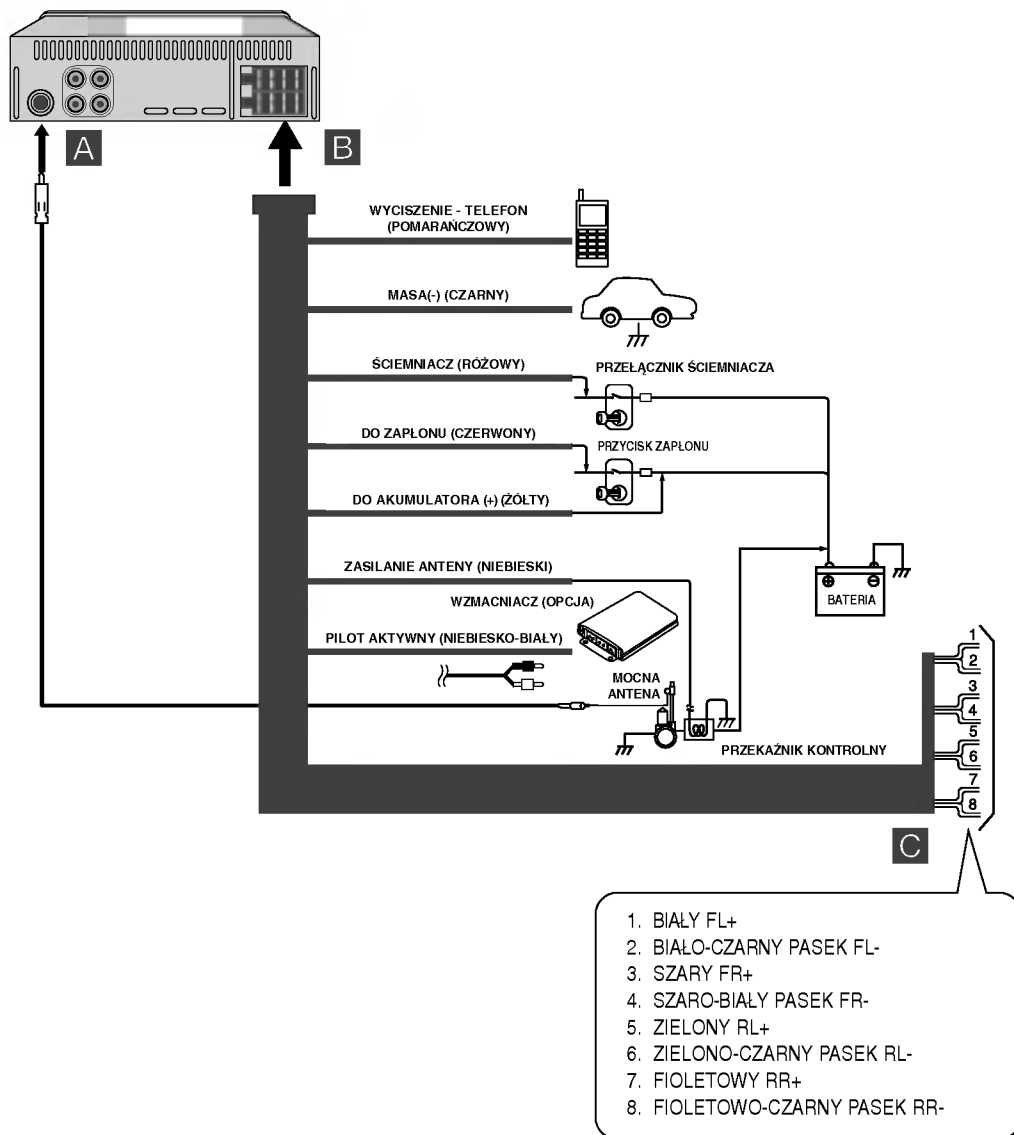 A
B
WYCISZENIE - TELEFON
(POMARAŃCZOWY)
MASA(-) (CZARNY)
ŚCIEMNIACZ (RÓŻOWY)
PRZEŁĄCZNIK ŚCIEMNIACZA
DO ZAPŁONU (CZERWONY)
PRZYCISK ZAPŁONU
DO AKUMULATORA (+) (ŻÓŁTY)
ZASILANIE ANTENY (NIEBIESKI)
BATERIA
WZMACNIACZ (OPCJA)
PILOT AKTYWNY (NIEBIESKO-BIAŁY)
MOCNA
ANTENA
PRZEKAŹNIK KONTROLNY
1
2
3
4
5
6
7
8
C
1. BIAŁY FL+
2. BIAŁO-CZARNY PASEK FL-
3. SZARY FR+
4. SZARO-BIAŁY PASEK FR-
5. ZIELONY RL+
6. ZIELONO-CZARNY PASEK RL-
7. FIOLETOWY RR+
8. FIOLETOWO-CZARNY PASEK RR-